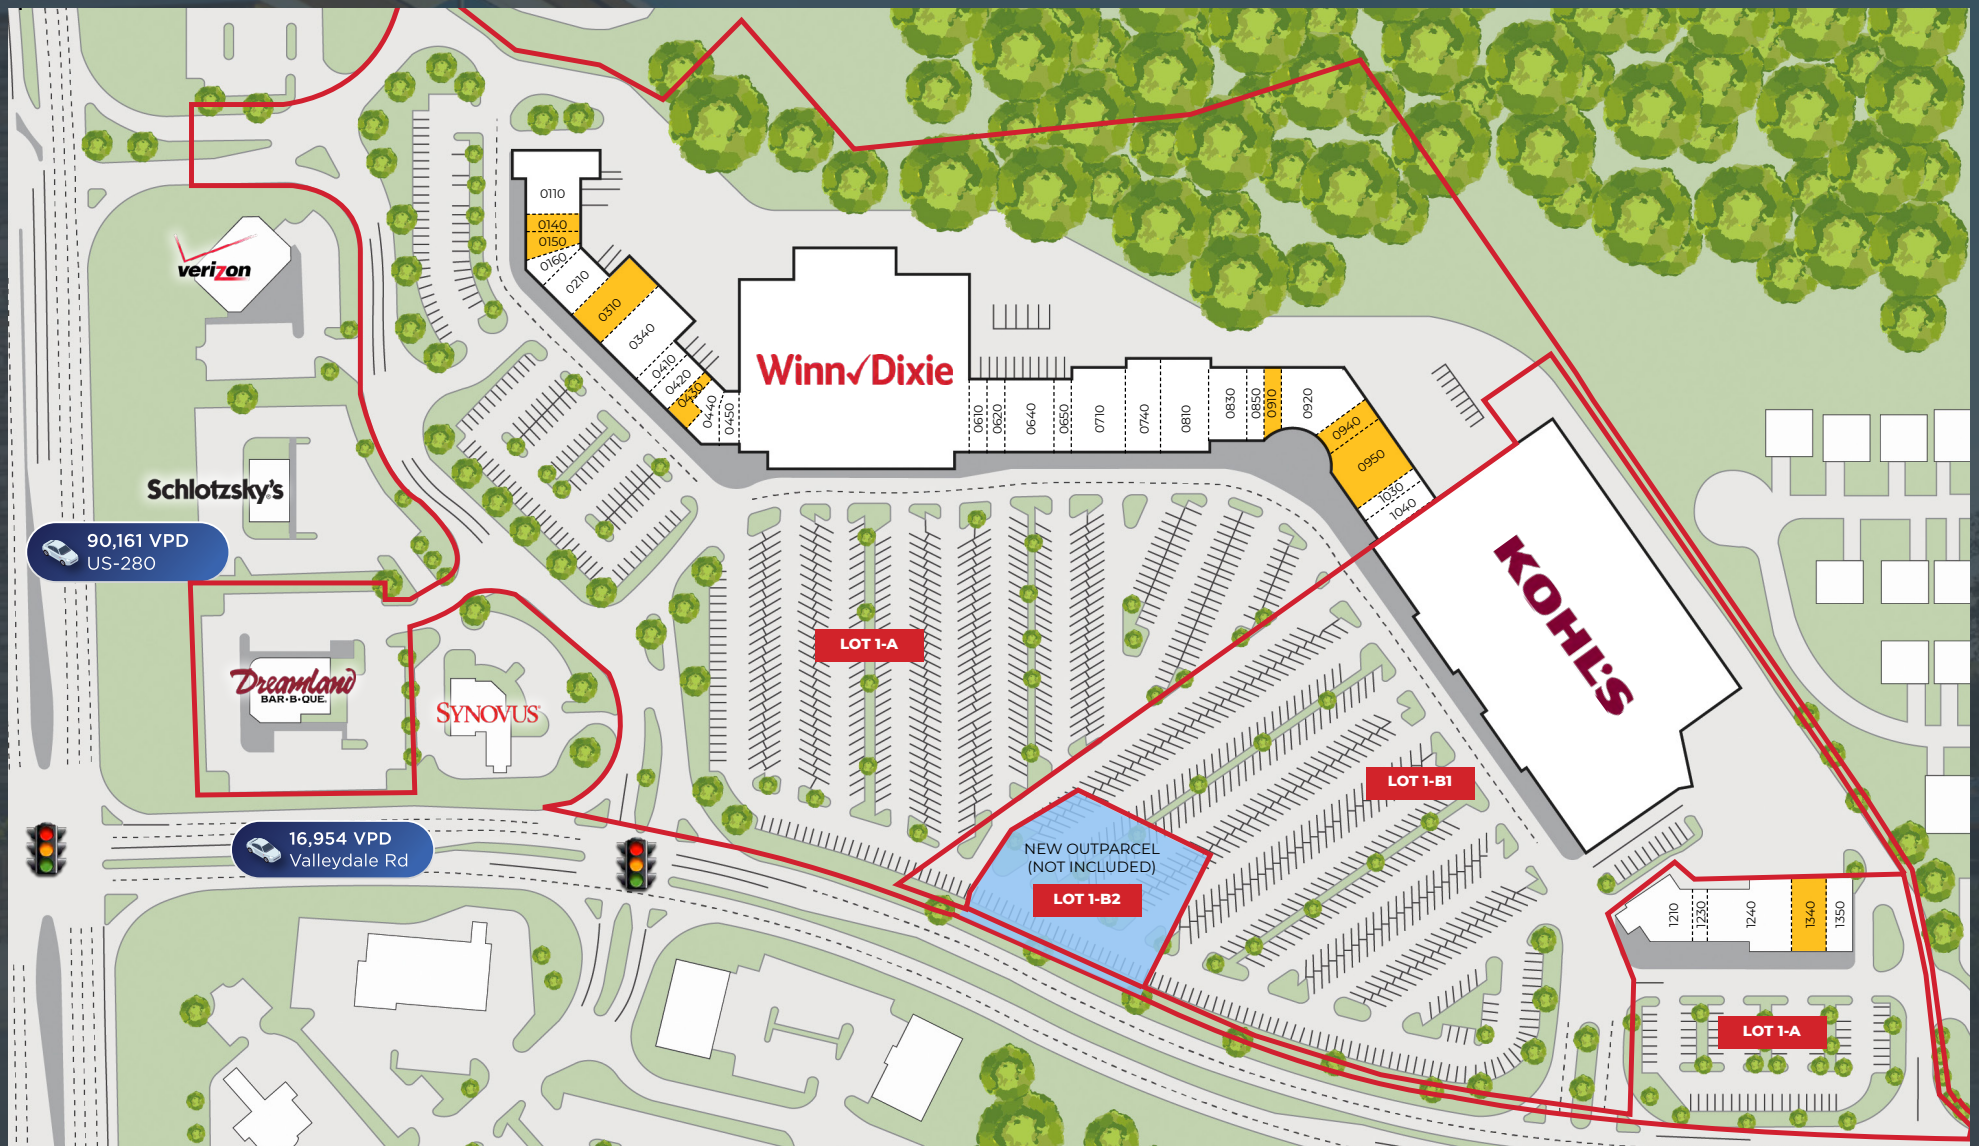 0110
0140
0150
0160
0210
0310
0340
0410
0420
0430
0440
0450
verizon
Winn✓Dixie
0610
0620
0640
0650
0710
0740
0810
0830
0850
0910
0920
0940
0950
1030
1040
Schlotzsky's
90,161 VPD
US-280
KOHL'S
LOT 1-A
Dreamland
BAR·B·QUE
SYNOVUS
LOT 1-B1
16,954 VPD
Valleydale Rd
NEW OUTPARCEL
(NOT INCLUDED)
LOT 1-B2
1210
1230
1240
1340
1350
LOT 1-A